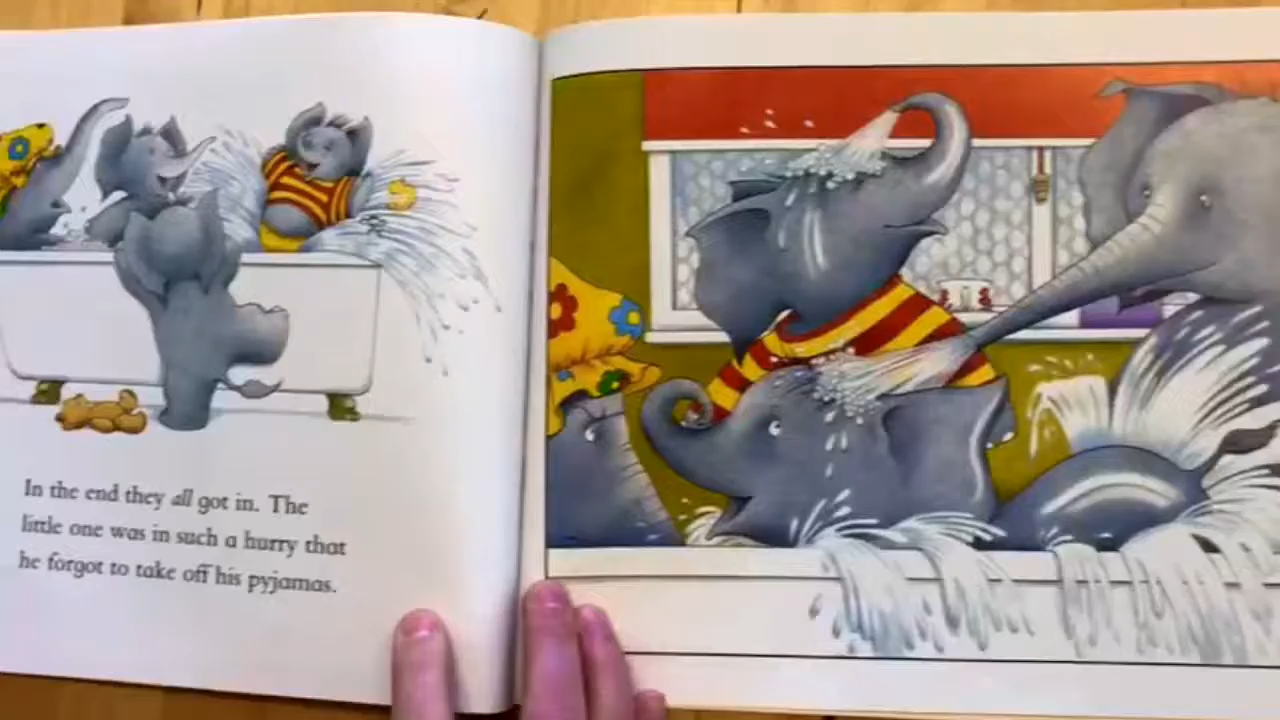 In the end they all got in. The
little one was in such a hurry that
he forgot to take off his pyjamas.